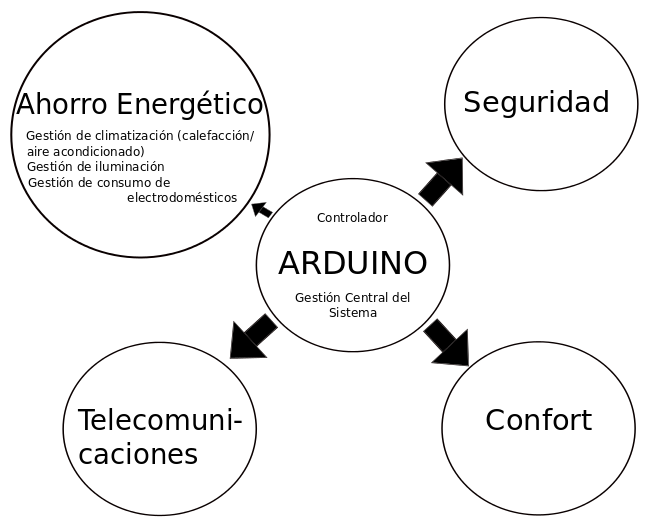 Ahorro Energético
Gestión de climatización (calefacción/
aire acondicionado)
Gestión de iluminación
Gestión de consumo de
electrodomésticos
Seguridad
Controlador
ARDUINO
Gestión Central del
Sistema
Telecomuni-
caciones
Confort